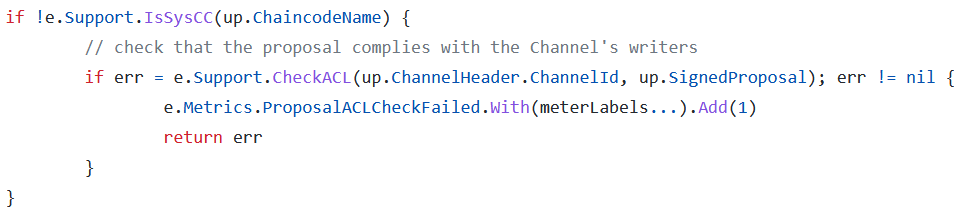 if !e.Support.IsSysCC(up.ChaincodeName) {
        // check that the proposal complies with the Channel's writers
        if err = e.Support.CheckACL(up.ChannelHeader.ChannelId, up.SignedProposal); err != nil {
                e.Metrics.ProposalACLCheckFailed.With(meterLabels...).Add(1)
                return err
        }
}